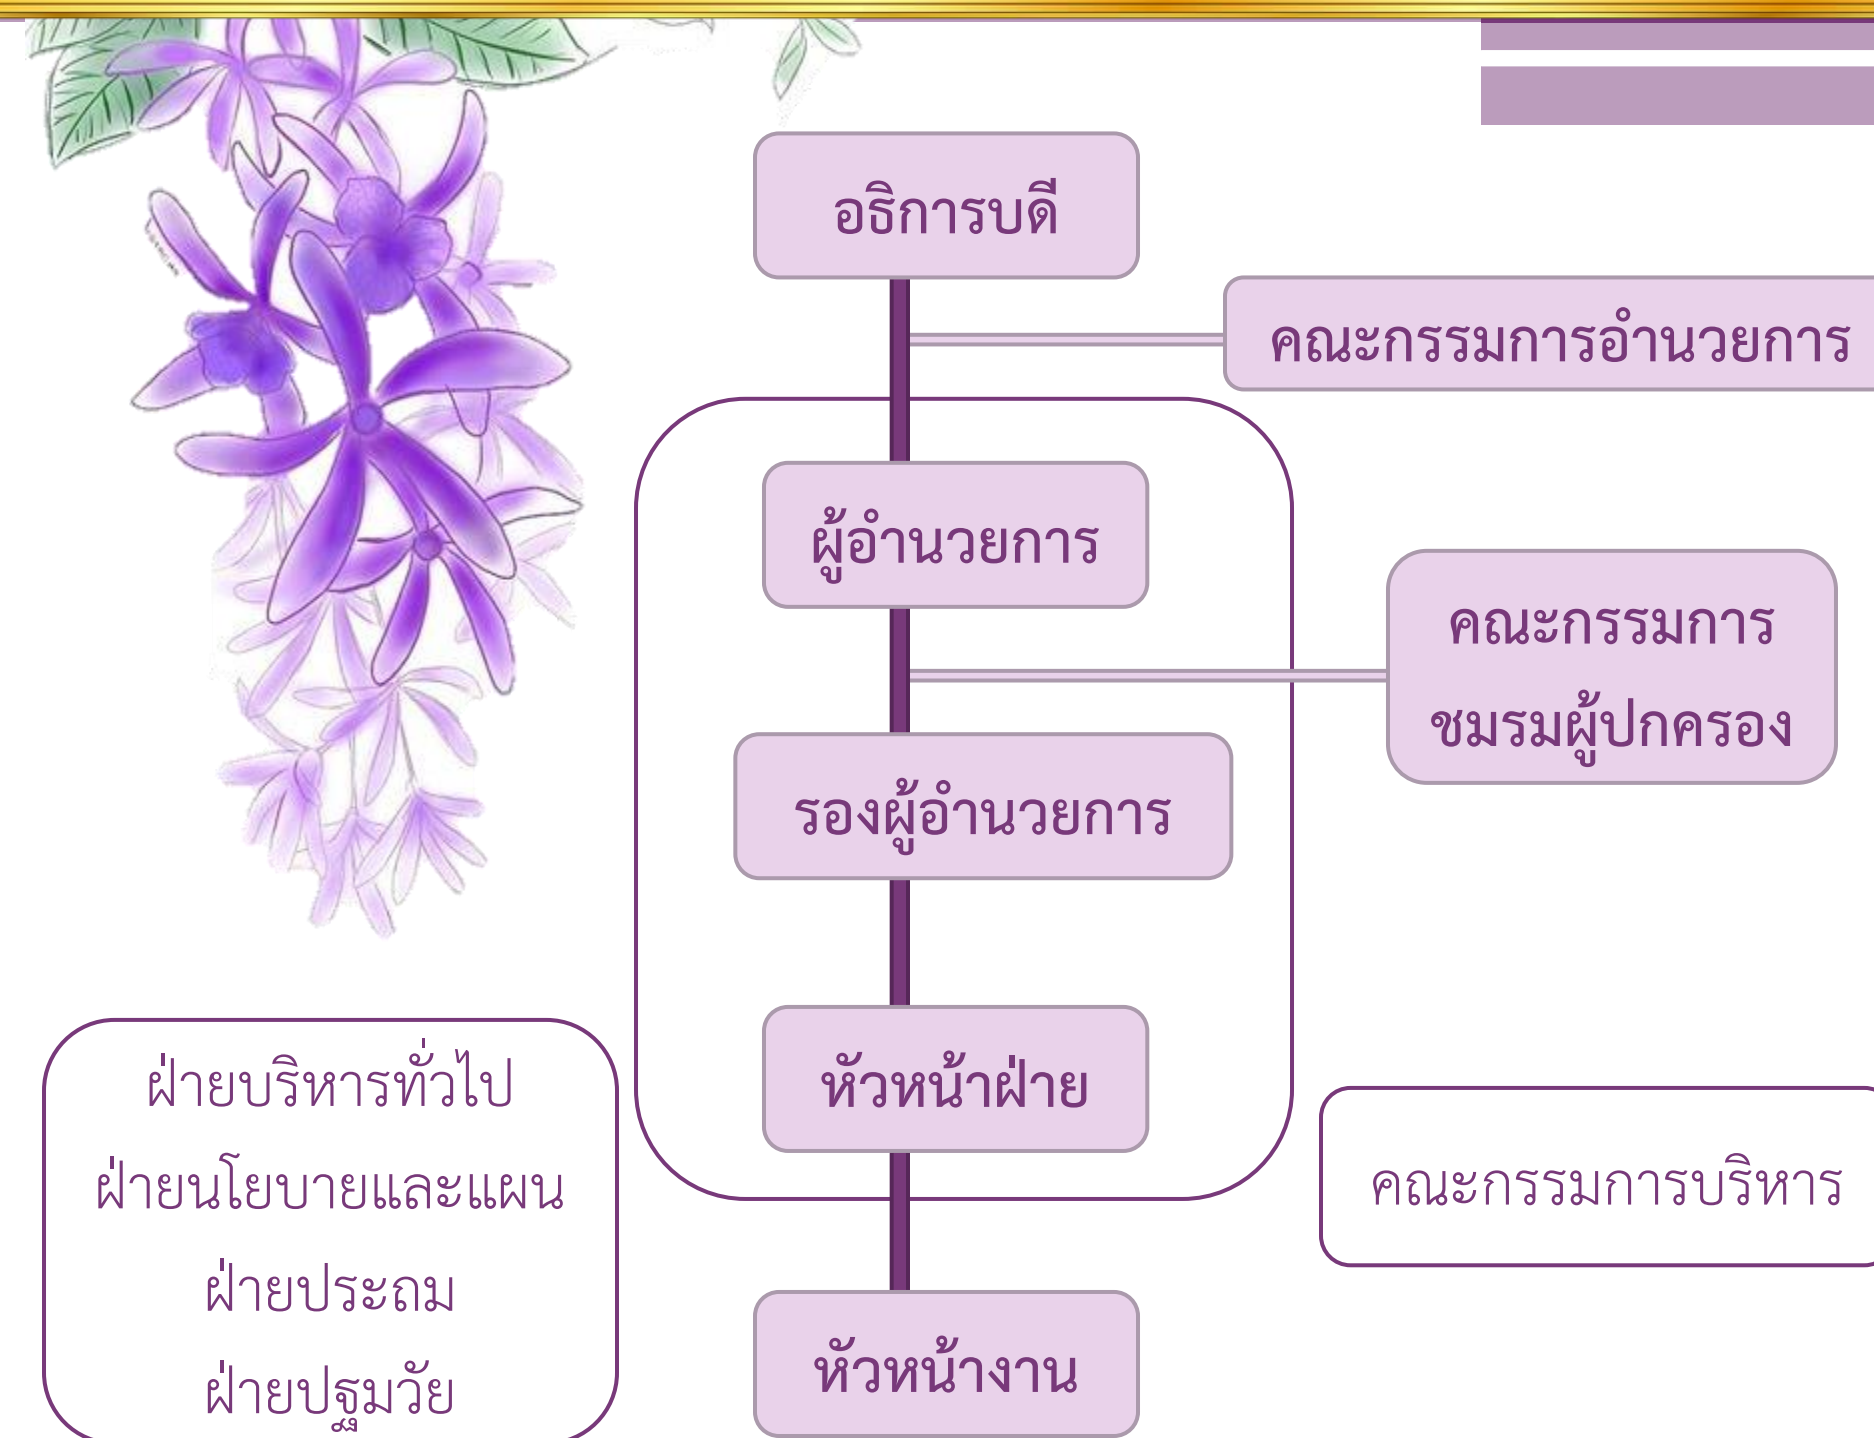 อธิการบดี
คณะกรรมการอำนวยการ
ผู้อำนวยการ
คณะกรรมการ
ชมรมผู้ปกครอง
รองผู้อำนวยการ
หัวหน้าฝ่าย
ฝ่ายบริหารทั่วไป
ฝ่ายนโยบายและแผน
ฝ่ายประถม
ฝ่ายปฐมวัย
คณะกรรมการบริหาร
หัวหน้างาน